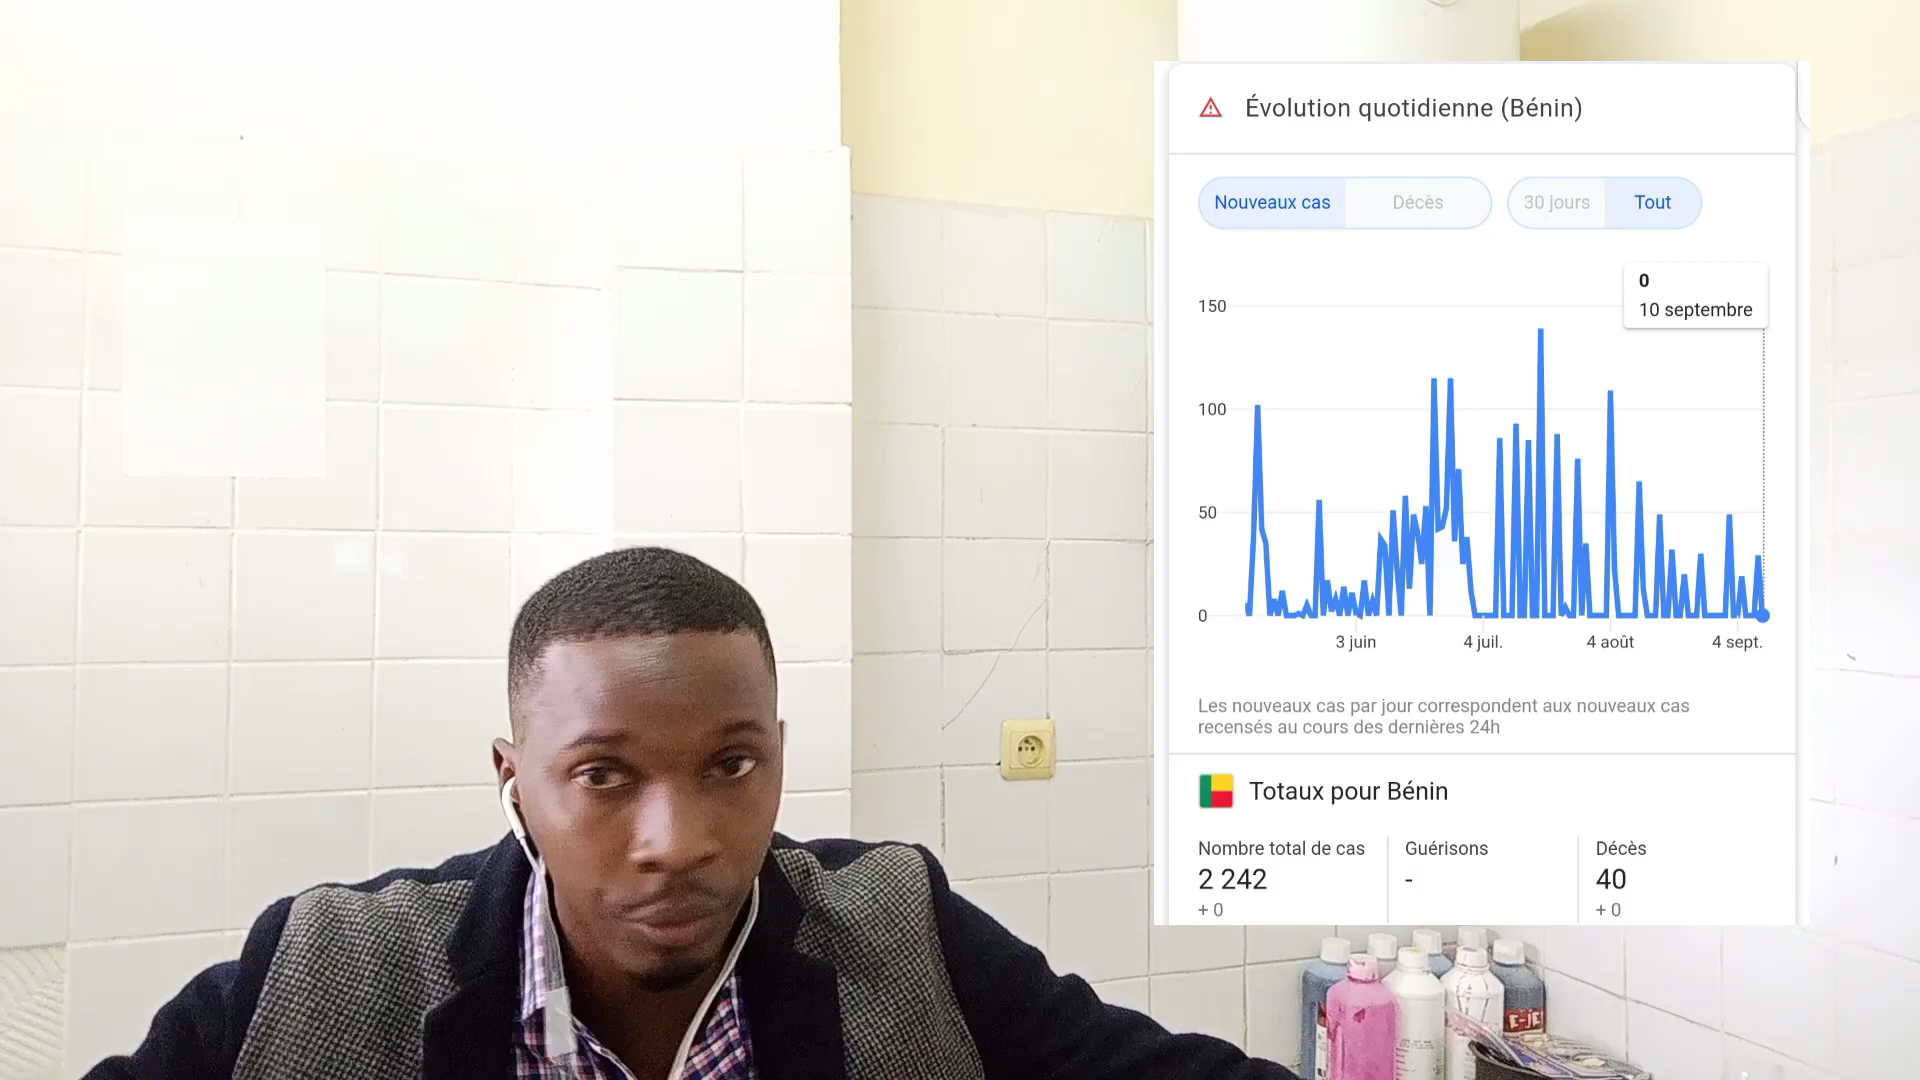 Évolution quotidienne (Bénin)
Nouveaux cas Décès 30 jours Tout
0
10 septembre
150
100
50
0
3 juin 4 juil. 4 août 4 sept.
Les nouveaux cas par jour correspondent aux nouveaux cas
recensés au cours des dernières 24h
Totaux pour Bénin
Nombre total de cas Guérisons Décès
2 242 - 40
+ 0 + 0
E-JE